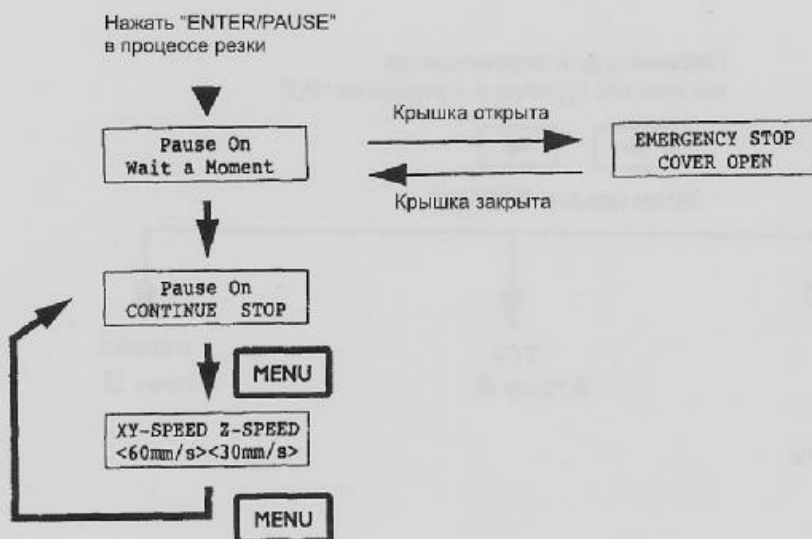 Нажать "ENTER/PAUSE"
в процессе резки
Pause On
Wait a Moment
Крышка открыта
EMERGENCY STOP
COVER OPEN
Крышка закрыта
Pause On
CONTINUE STOP
MENU
XY-SPEED Z-SPEED
<60mm/s><30mm/s>
MENU